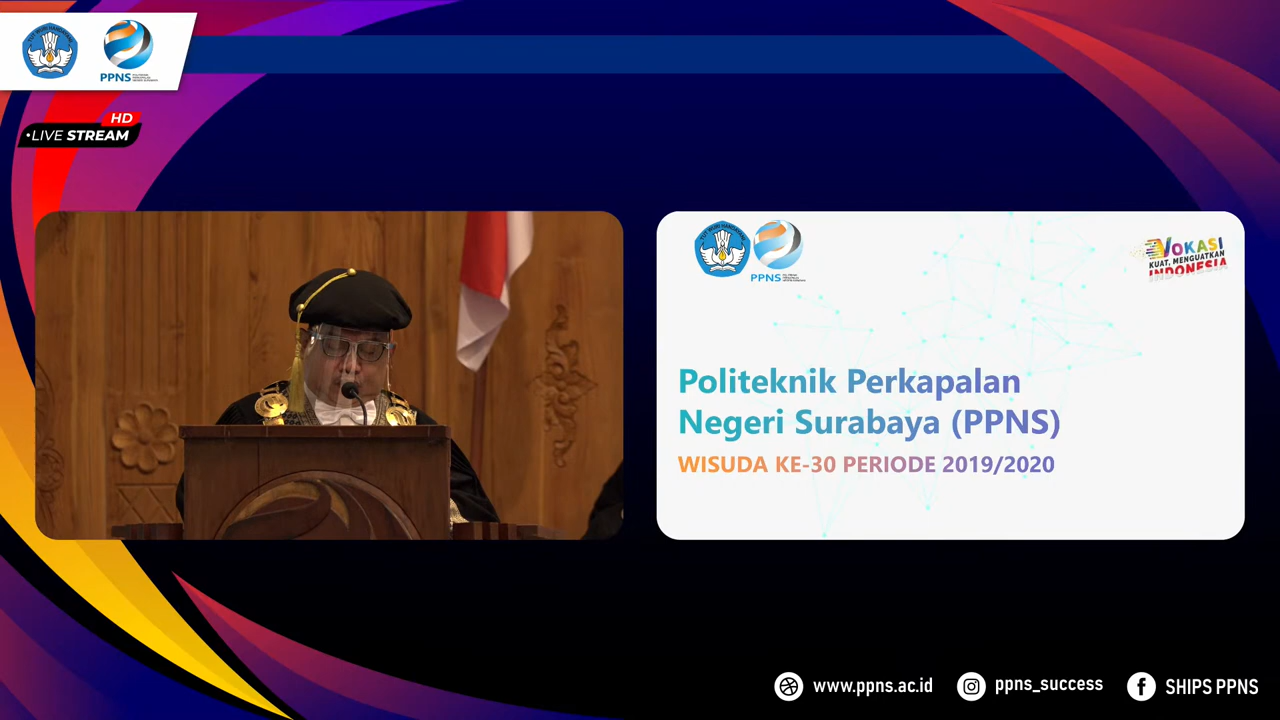 PPNS
HD
•LIVE STREAM
PPNS
VOKASI
KUAT, MENGUATKAN
INDONESIA
Politeknik Perkapalan
Negeri Surabaya (PPNS)
WISUDA KE-30 PERIODE 2019/2020
www.ppns.ac.id
ppns_success
SHIPS PPNS